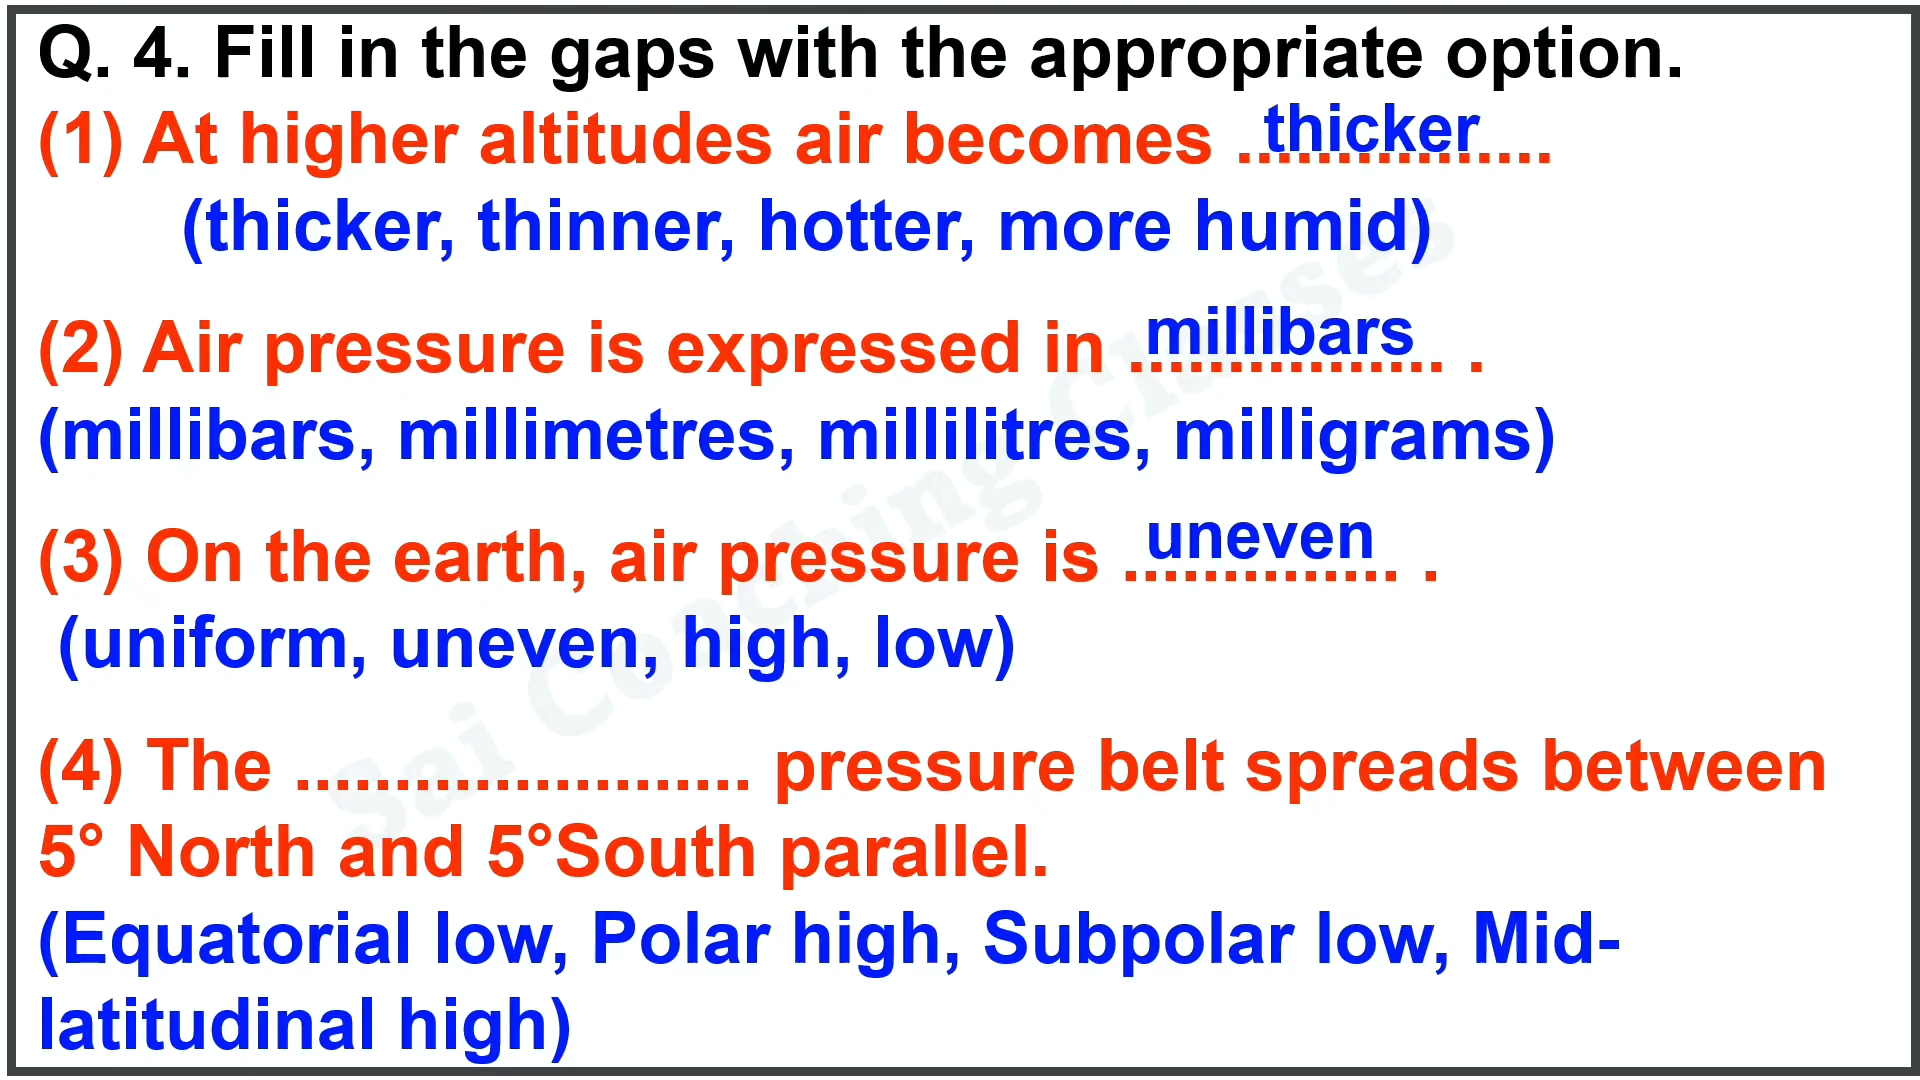 Q. 4. Fill in the gaps with the appropriate option.
(1) At higher altitudes air becomes ................ thicker
(thicker, thinner, hotter, more humid)
(2) Air pressure is expressed in ................ . millibars
(millibars, millimetres, millilitres, milligrams)
(3) On the earth, air pressure is .............. . uneven
(uniform, uneven, high, low)
(4) The ....................... pressure belt spreads between
5° North and 5°South parallel.
(Equatorial low, Polar high, Subpolar low, Mid-
latitudinal high)
Sai Coaching Classes